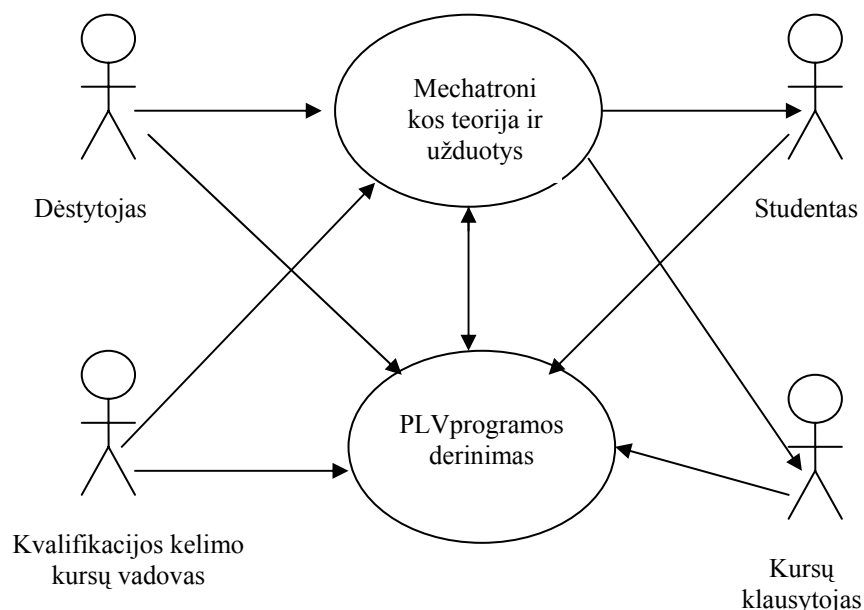 Mechatroni
kos teorija ir
užduotys
Dėstytojas
Studentas
PLVprogramos
derinimas
Kvalifikacijos kelimo
kursų vadovas
Kursų
klausytojas